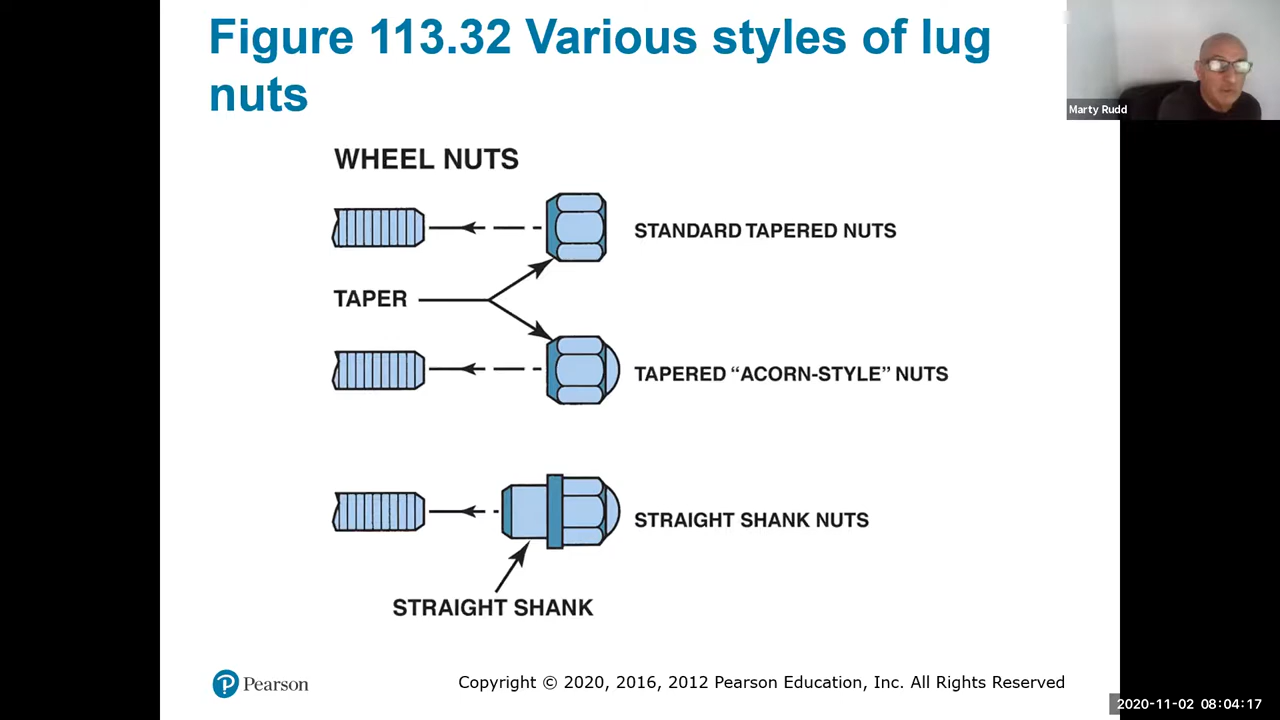 Figure 113.32 Various styles of lug
nuts
Marty Rudd
WHEEL NUTS
STANDARD TAPERED NUTS
TAPER
TAPERED “ACORN-STYLE” NUTS
STRAIGHT SHANK NUTS
STRAIGHT SHANK
Pearson
Copyright © 2020, 2016, 2012 Pearson Education, Inc. All Rights Reserved
2020-11-02 08:04:17